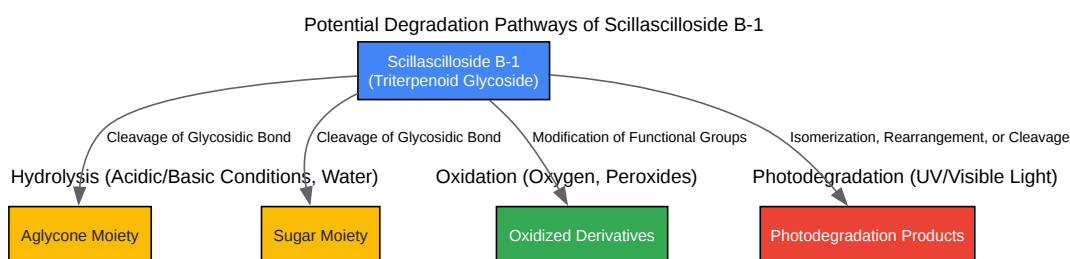 Potential Degradation Pathways of Scillascilloside B-1
Scillascilloside B-1
(Triterpenoid Glycoside)
Cleavage of Glycosidic Bond
Cleavage of Glycosidic Bond
Modification of Functional Groups
Isomerization, Rearrangement, or Cleavage
Hydrolysis (Acidic/Basic Conditions, Water)
Oxidation (Oxygen, Peroxides)
Photodegradation (UV/Visible Light)
Aglycone Moiety
Sugar Moiety
Oxidized Derivatives
Photodegradation Products